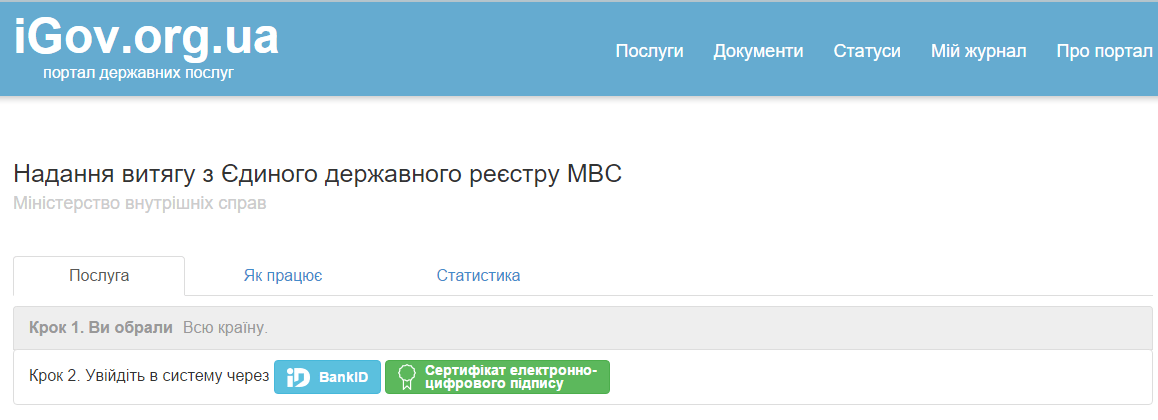 iGov.org.ua
портал державних послуг
Послуги Документи Статуси Мій журнал Про портал
Надання витягу з Єдиного державного реєстру МВС
Міністерство внутрішніх справ
Послуга Як працює Статистика
Крок 1. Ви обрали Всю країну.
Крок 2. Увійдіть в систему через iD BankID Сертифікат електронно-
цифрового підпису